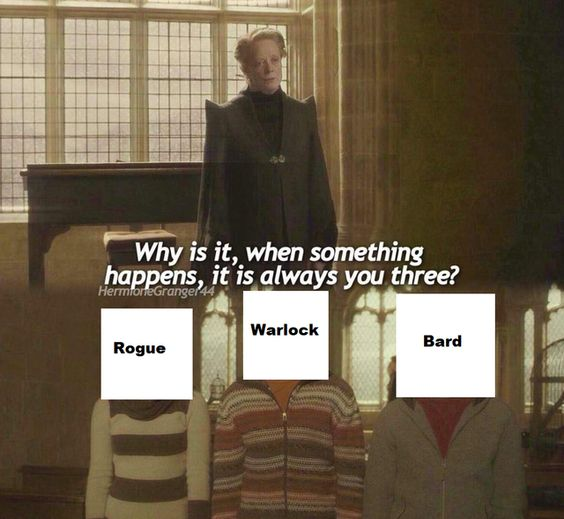 Why is it, when something
happens, it is always you three?
HermioneGranger44
Rogue
Warlock
Bard